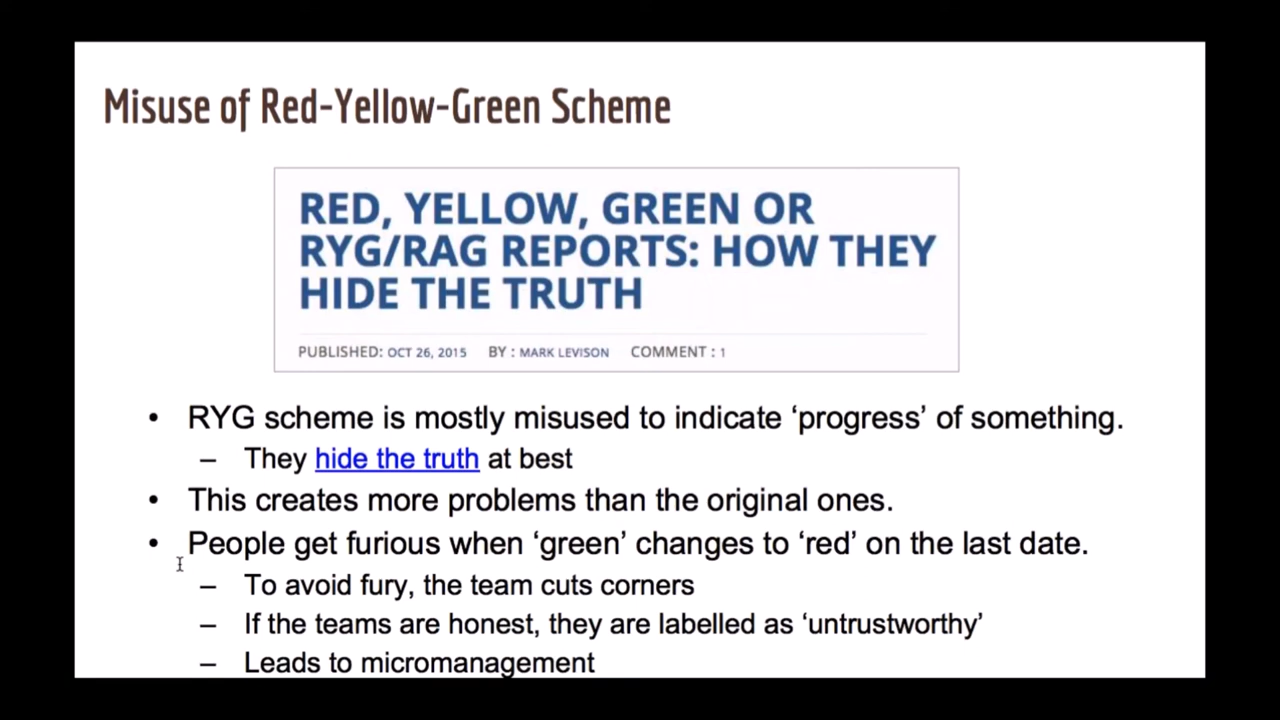 Misuse of Red-Yellow-Green Scheme
RED, YELLOW, GREEN OR
RYG/RAG REPORTS: HOW THEY
HIDE THE TRUTH
PUBLISHED: OCT 26, 2015 BY : MARK LEVISON COMMENT : 1
• RYG scheme is mostly misused to indicate ‘progress’ of something.
– They hide the truth at best
• This creates more problems than the original ones.
• People get furious when ‘green’ changes to ‘red’ on the last date.
– To avoid fury, the team cuts corners
– If the teams are honest, they are labelled as ‘untrustworthy’
– Leads to micromanagement